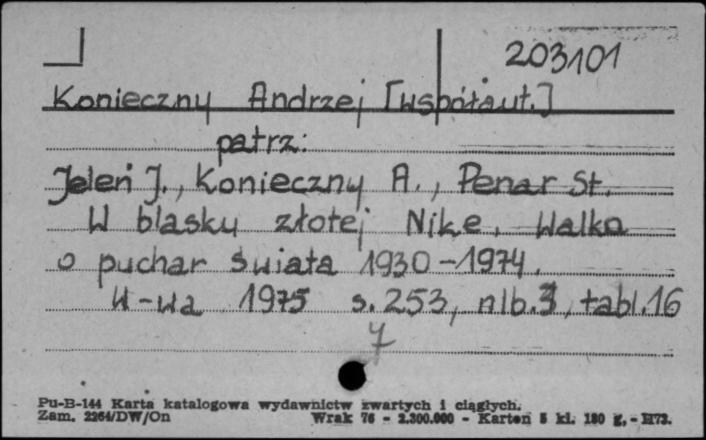 203101
Konieczny Andrzej [współaut.]
patrz:
Jeleń J., Konieczny A., Penar St.
W blasku złotej Nike. Walka
o puchar świata 1930-1974.
W-wa 1975 s. 253, nlb. 3, tabl. 16
7
Pu-B-144 Karta katalogowa wydawnictw zwartych i ciągłych.
Zam. 2264/DW/On Wrak 76 - 2.300.000 - Karton 5 kl. 180 g. - H73.